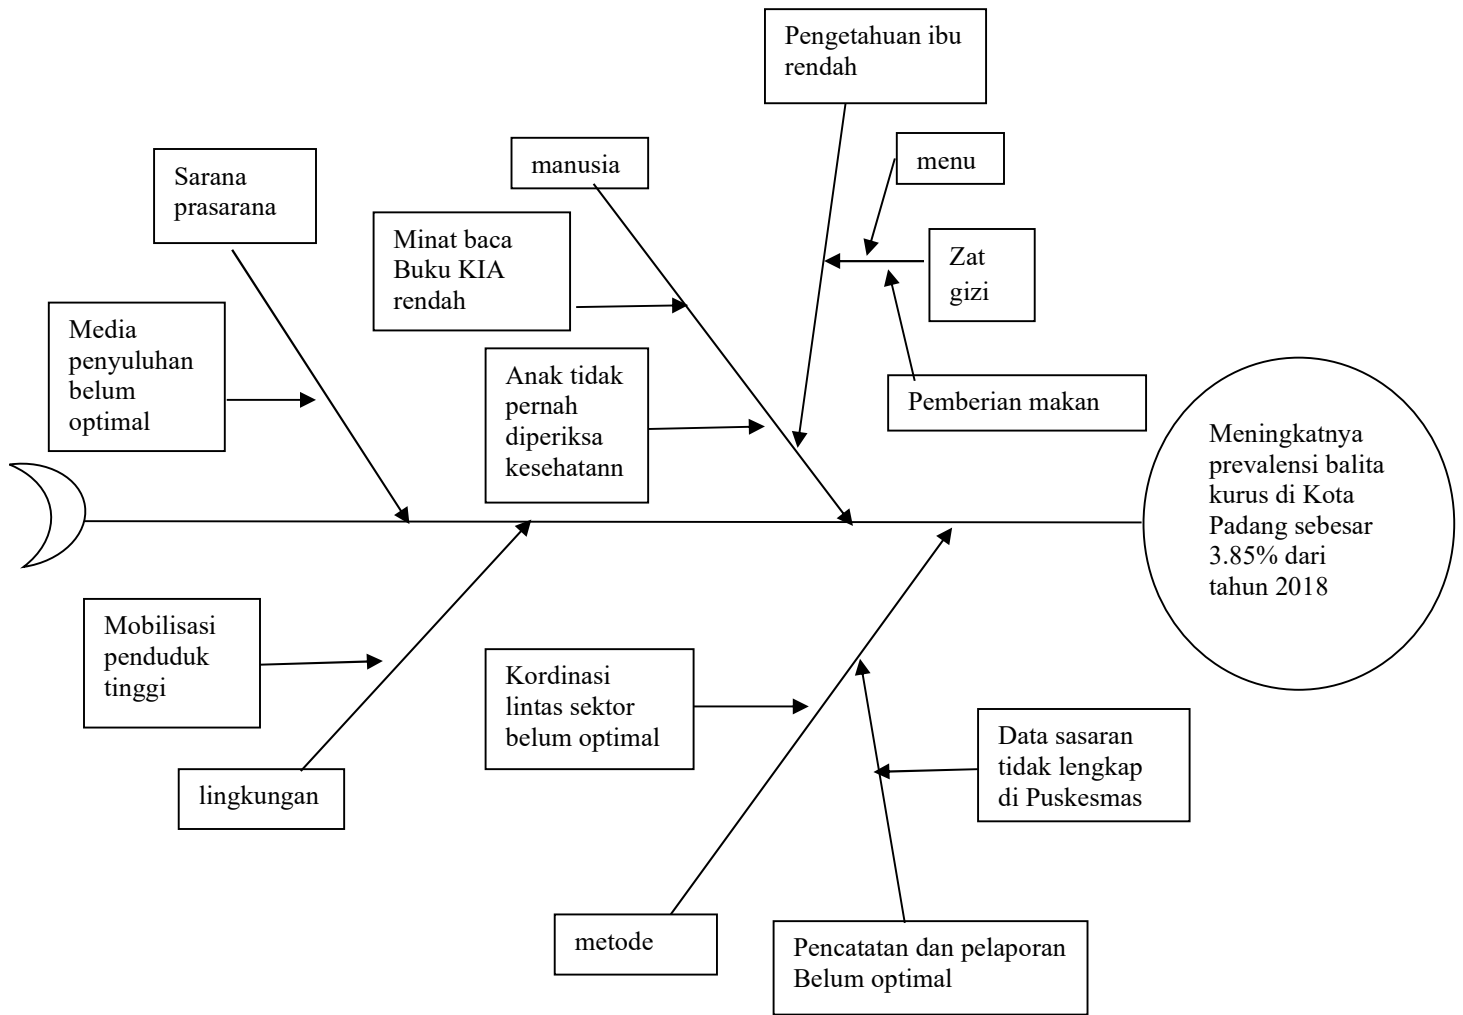 Pengetahuan ibu
rendah
manusia
menu
Sarana
prasarana
Minat baca
Buku KIA
rendah
Zat
gizi
Media
penyuluhan
belum
optimal
Anak tidak
pernah
diperiksa
kesehatann
Pemberian makan
Meningkatnya
prevalensi balita
kurus di Kota
Padang sebesar
3.85% dari
tahun 2018
Mobilisasi
penduduk
tinggi
Kordinasi
lintas sektor
belum optimal
Data sasaran
tidak lengkap
di Puskesmas
lingkungan
metode
Pencatatan dan pelaporan
Belum optimal